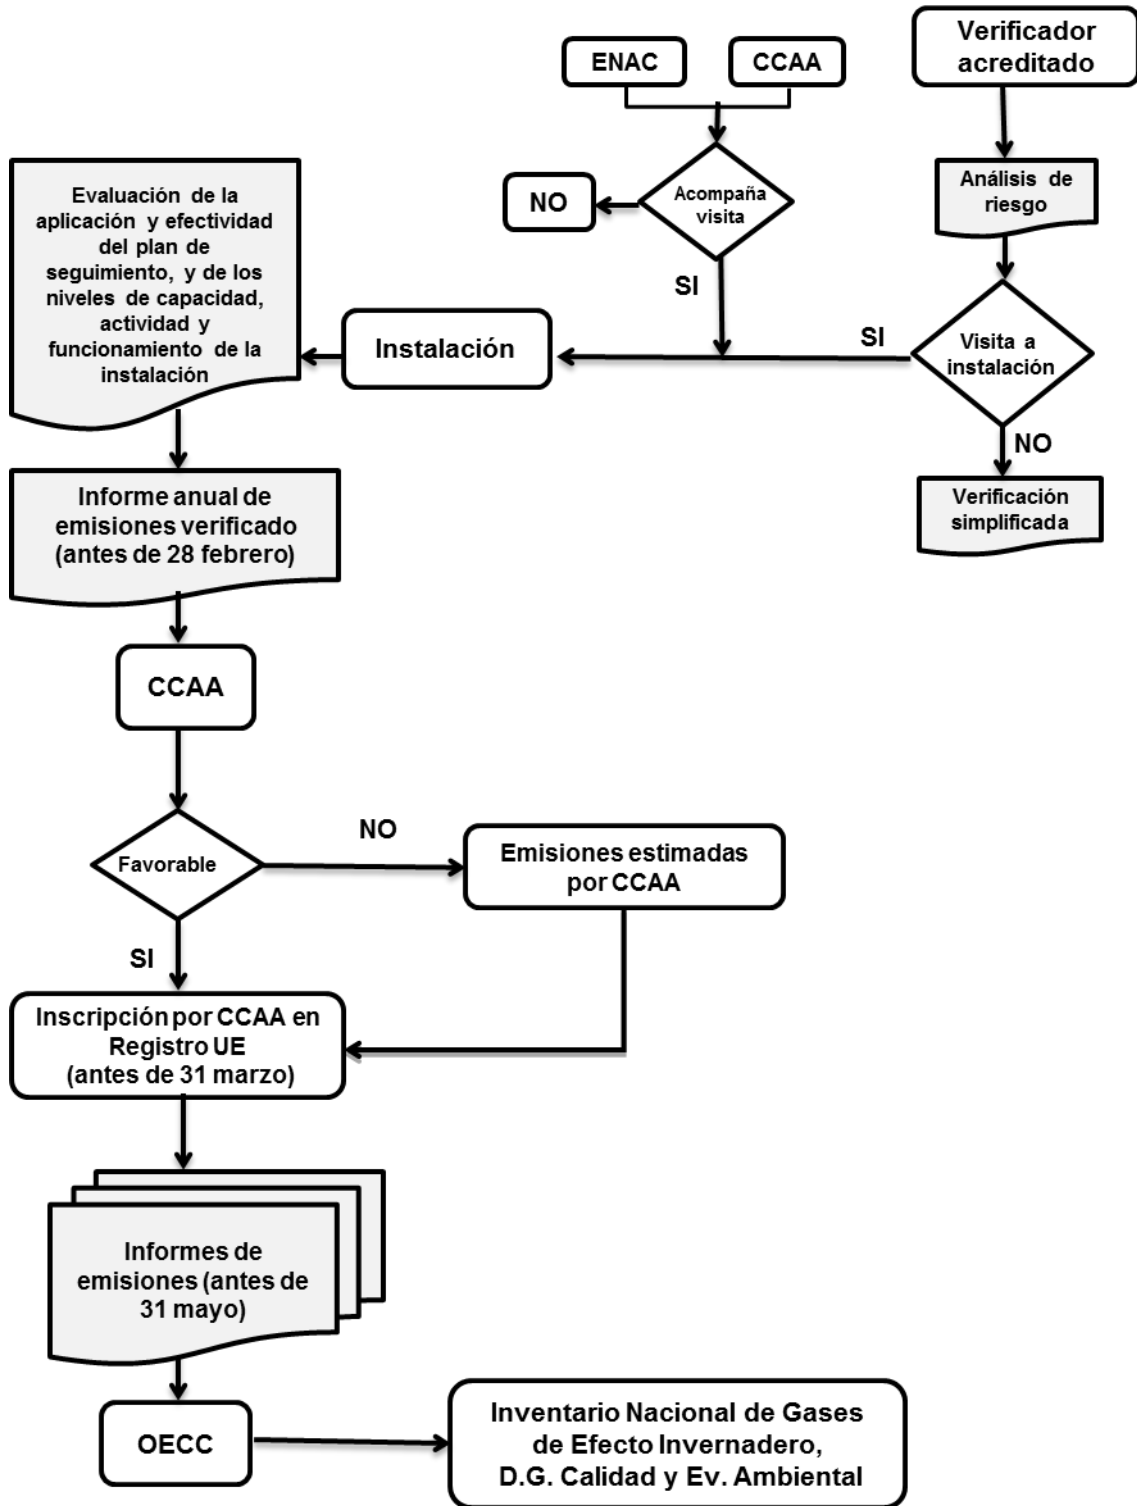 Verificador
acreditado
ENAC
CCAA
Análisis de
riesgo
Acompaña
visita
NO
SI
Visita a
instalación
SI
NO
Verificación
simplificada
Instalación
Evaluación de la
aplicación y efectividad
del plan de
seguimiento, y de los
niveles de capacidad,
actividad y
funcionamiento de la
instalación
Informe anual de
emisiones verificado
(antes de 28 febrero)
CCAA
Favorable
NO
Emisiones estimadas
por CCAA
SI
Inscripción por CCAA en
Registro UE
(antes de 31 marzo)
Informes de
emisiones (antes de
31 mayo)
OECC
Inventario Nacional de Gases
de Efecto Invernadero,
D.G. Calidad y Ev. Ambiental